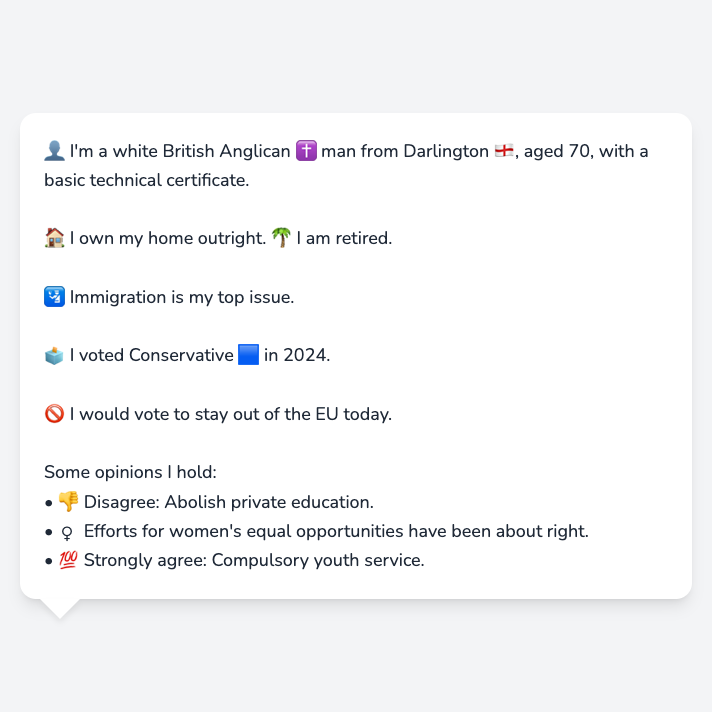 👤 I'm a white British Anglican ✝️ man from Darlington 🏴󠁧󠁢󠁥󠁮󠁧󠁿, aged 70, with a
basic technical certificate.
🏠 I own my home outright. 🌴 I am retired.
🛂 Immigration is my top issue.
🗳️ I voted Conservative 🟦 in 2024.
🚫 I would vote to stay out of the EU today.
Some opinions I hold:
• 👎 Disagree: Abolish private education.
• ♀ Efforts for women's equal opportunities have been about right.
• 💯 Strongly agree: Compulsory youth service.